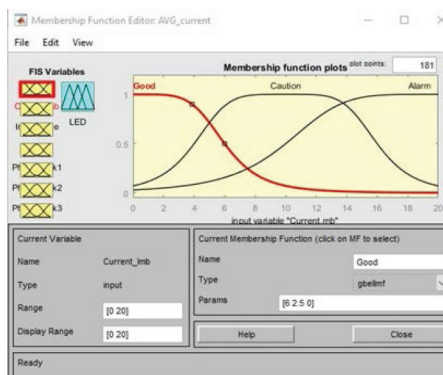 Membership Function Editor: AVG_current
File Edit View
FIS Variables
LED
Membership function plots
plot points: 181
Good Caution Alarm
1
0.5
0
0 2 4 6 8 10 12 14 16 18 20
input variable "Current_Imb"
Current Variable
Name Current_Imb
Type input
Range [0 20]
Display Range [0 20]
Current Membership Function (click on MF to select)
Name Good
Type gbellmf
Params [6 2.5 0]
Help Close
Ready